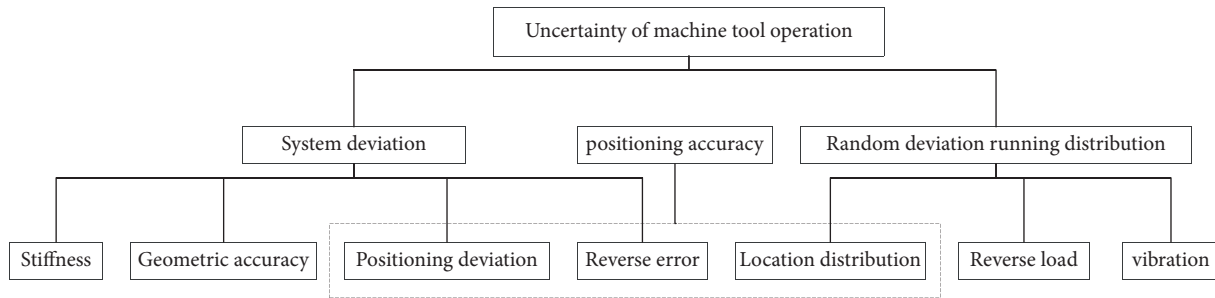 Uncertainty of machine tool operation
System deviation
positioning accuracy
Random deviation running distribution
Stiffness
Geometric accuracy
Positioning deviation
Reverse error
Location distribution
Reverse load
vibration